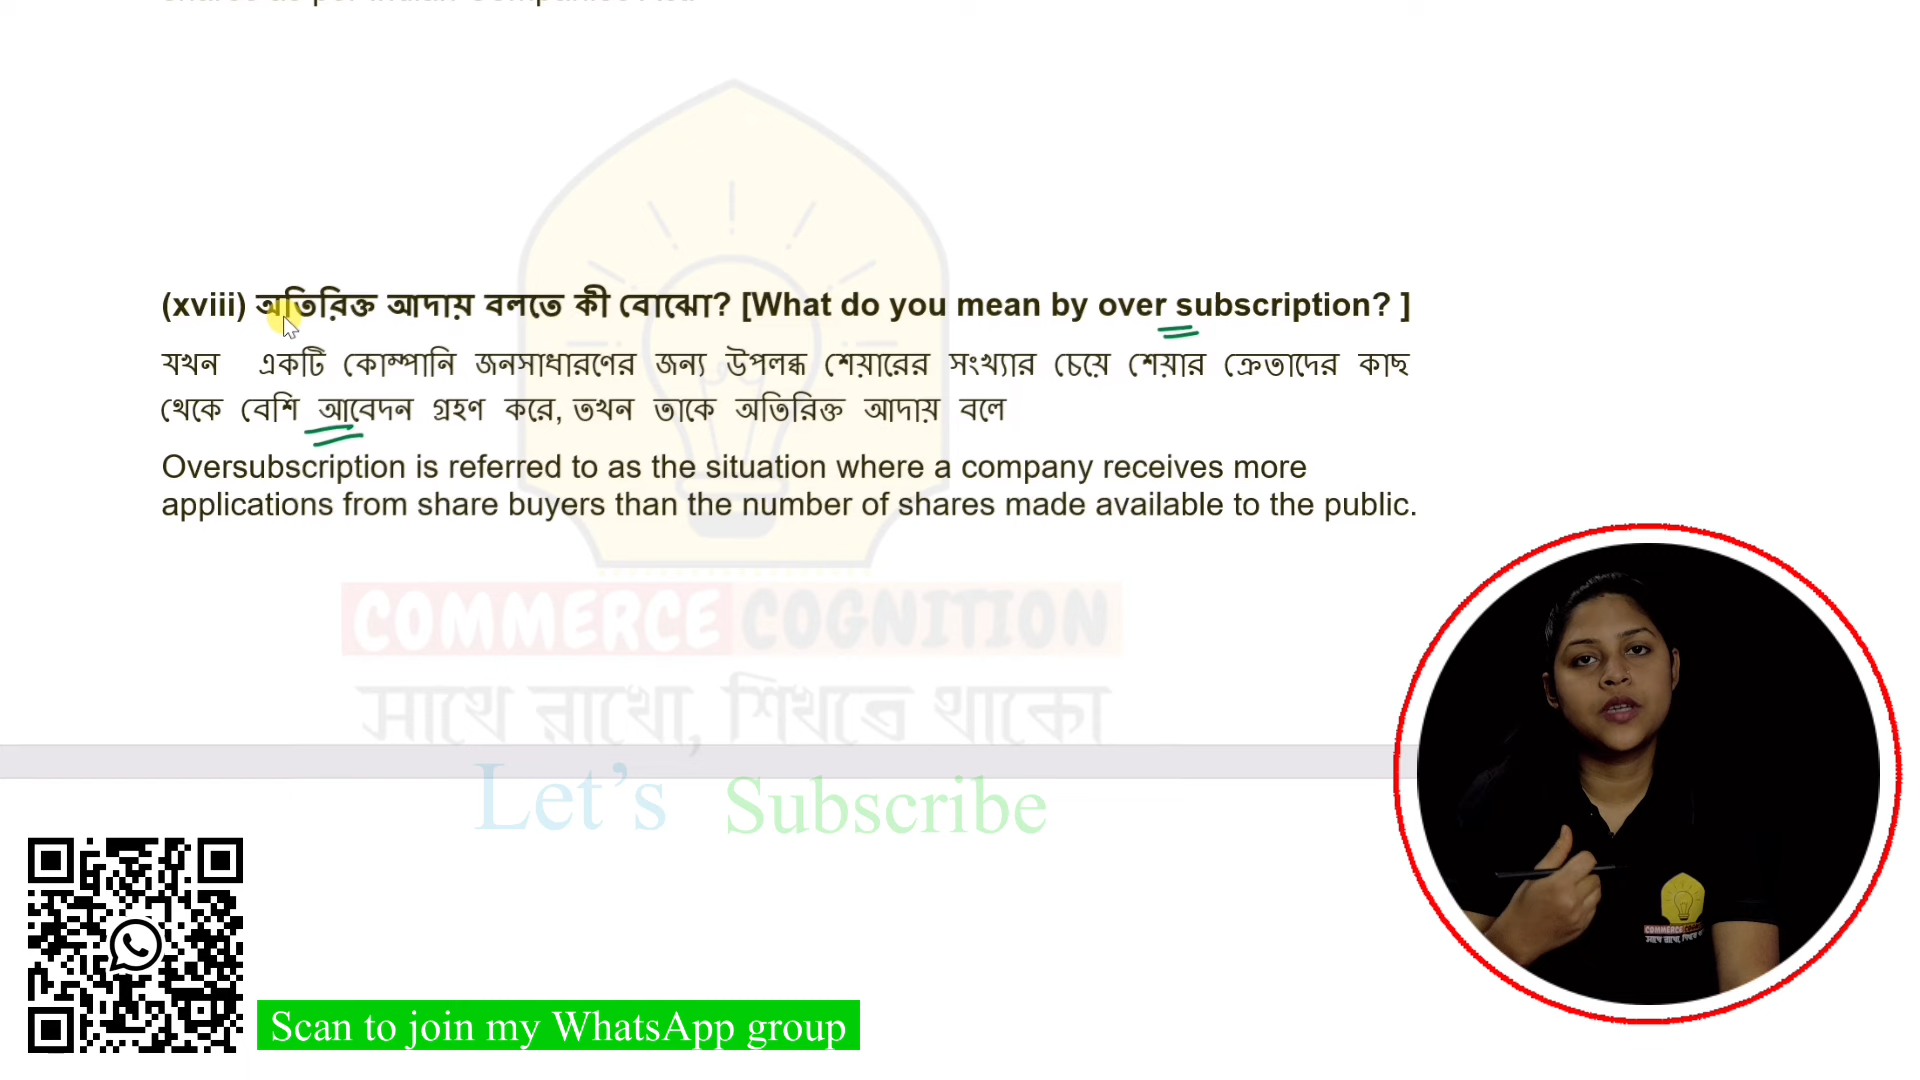 (xviii) অতিরিক্ত আদায় বলতে কী বোঝো? [What do you mean by over subscription? ]
যখন একটি কোম্পানি জনসাধারণের জন্য উপলব্ধ শেয়ারের সংখ্যার চেয়ে শেয়ার ক্রেতাদের কাছ
থেকে বেশি আবেদন গ্রহণ করে, তখন তাকে অতিরিক্ত আদায় বলে
Oversubscription is referred to as the situation where a company receives more
applications from share buyers than the number of shares made available to the public.
COMMERCE COGNITION
সাথে রাখো, শিখতে থাকো
Let's Subscribe
Scan to join my WhatsApp group